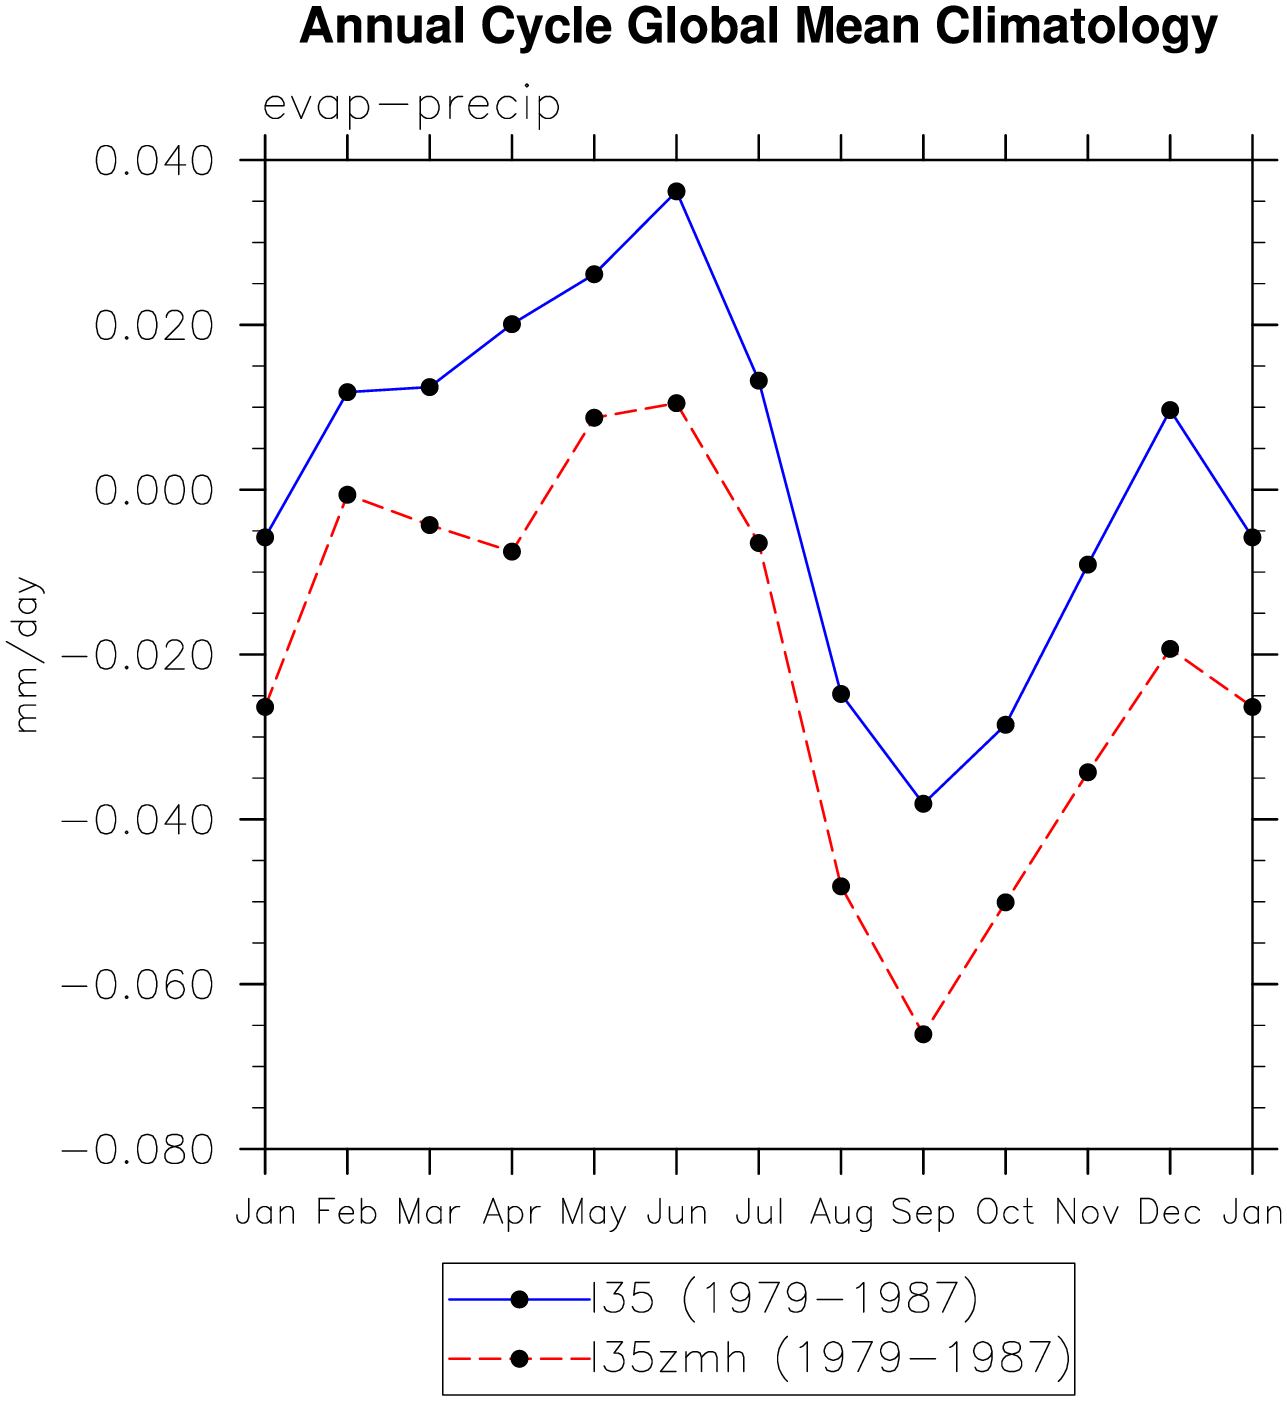 Annual Cycle Global Mean Climatology
evap-precip
0.040
0.020
0.000
mm/day
-0.020
-0.040
-0.060
-0.080
Jan Feb Mar Apr May Jun Jul Aug Sep Oct Nov Dec Jan
I35 (1979-1987)
I35zmh (1979-1987)